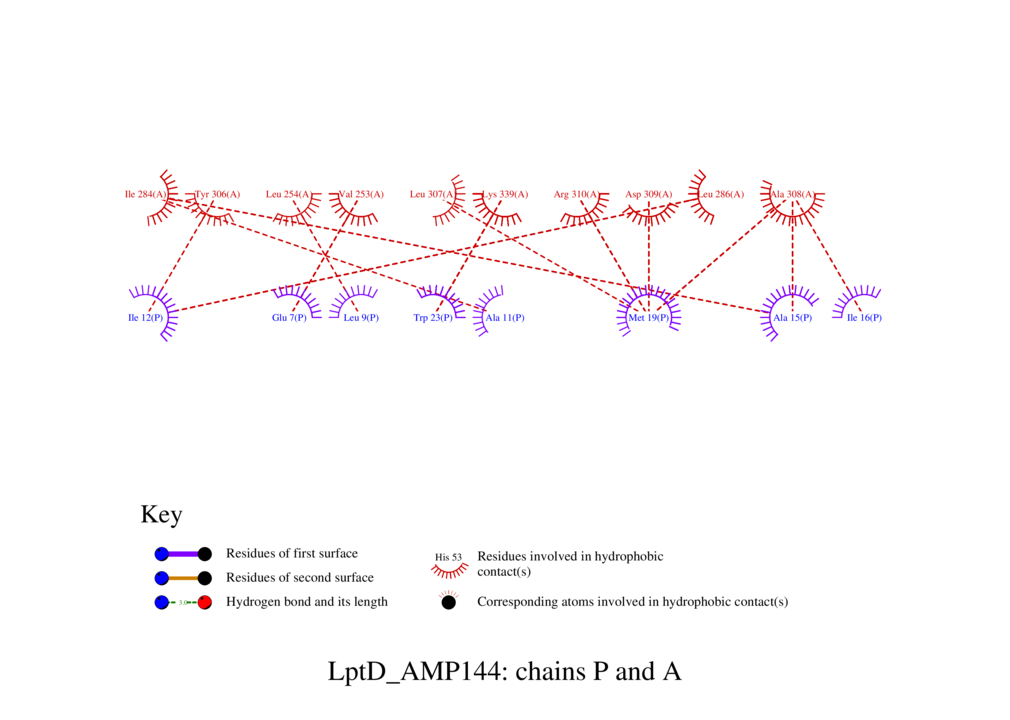 Ile 284(A) Tyr 306(A) Leu 254(A) Val 253(A) Leu 307(A) Lys 339(A) Arg 310(A) Asp 309(A) Leu 286(A) Ala 308(A)
Ile 12(P) Glu 7(P) Leu 9(P) Trp 23(P) Ala 11(P) Met 19(P) Ala 15(P) Ile 16(P)
Key
Residues of first surface
Residues of second surface
3.0 Hydrogen bond and its length
His 53 Residues involved in hydrophobic
contact(s)
Corresponding atoms involved in hydrophobic contact(s)
LptD_AMP144: chains P and A